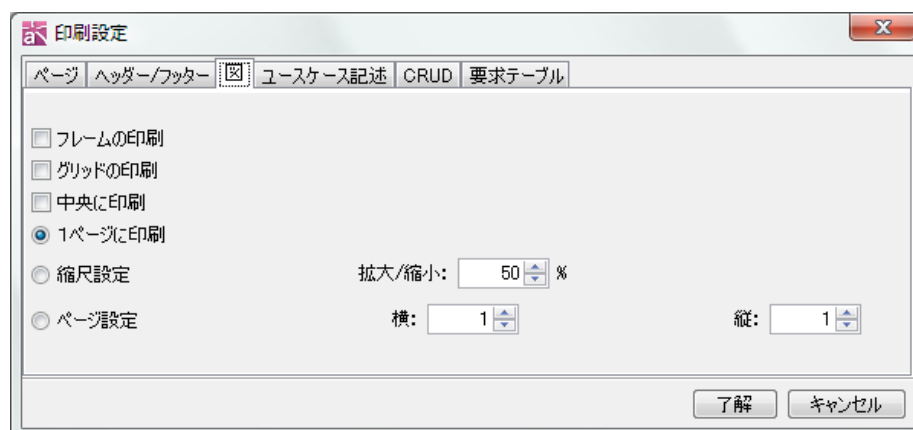 印刷設定
ページ ヘッダー/フッター 図 ユースケース記述 CRUD 要求テーブル
フレームの印刷
グリッドの印刷
中央に印刷
1ページに印刷
縮尺設定 拡大/縮小: 50 %
ページ設定 横: 1 縦: 1
了解 キャンセル